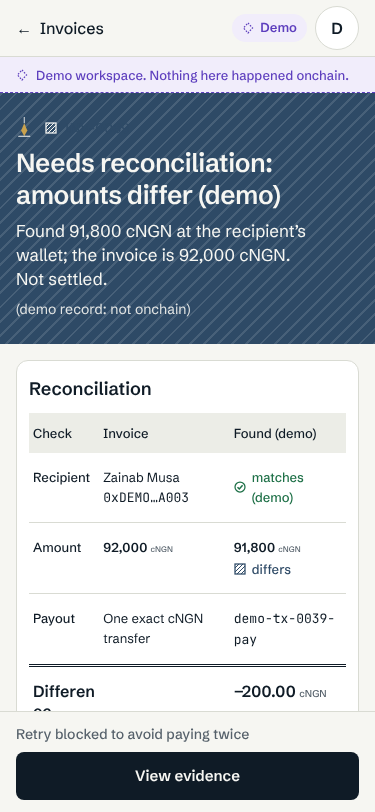 ← Invoices
Demo
D
Demo workspace. Nothing here happened onchain.
Needs reconciliation:
amounts differ (demo)
Found 91,800 cNGN at the recipient’s
wallet; the invoice is 92,000 cNGN.
Not settled.
(demo record: not onchain)
Reconciliation
Check Invoice Found (demo)
Recipient Zainab Musa matches
0xDEMO…A003 (demo)
Amount 92,000 cNGN 91,800 cNGN
differs
Payout One exact cNGN demo-tx-0039-
transfer pay
Differen −200.00 cNGN
Retry blocked to avoid paying twice
View evidence